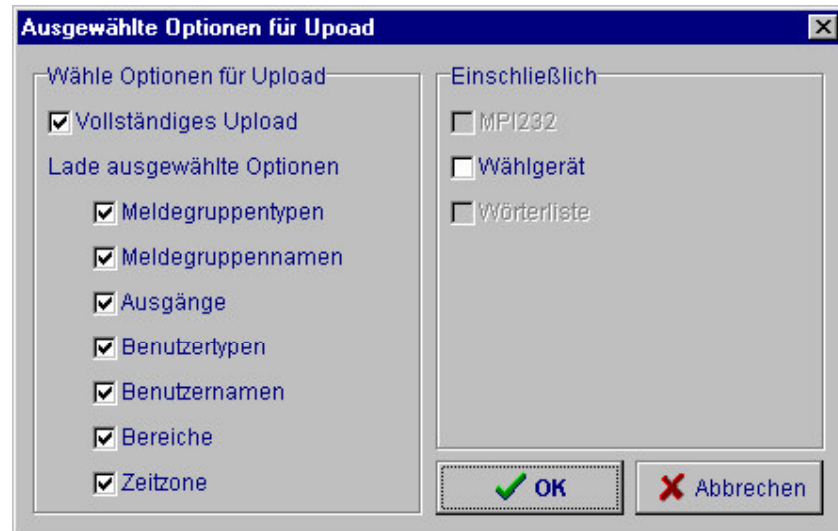 Ausgewählte Optionen für Upoad
Wähle Optionen für Upload
Vollständiges Upload
Lade ausgewählte Optionen
Meldegruppentypen
Meldegruppennamen
Ausgänge
Benutzertypen
Benutzernamen
Bereiche
Zeitzone
Einschließlich
MPI232
Wählgerät
Wörterliste
OK
Abbrechen